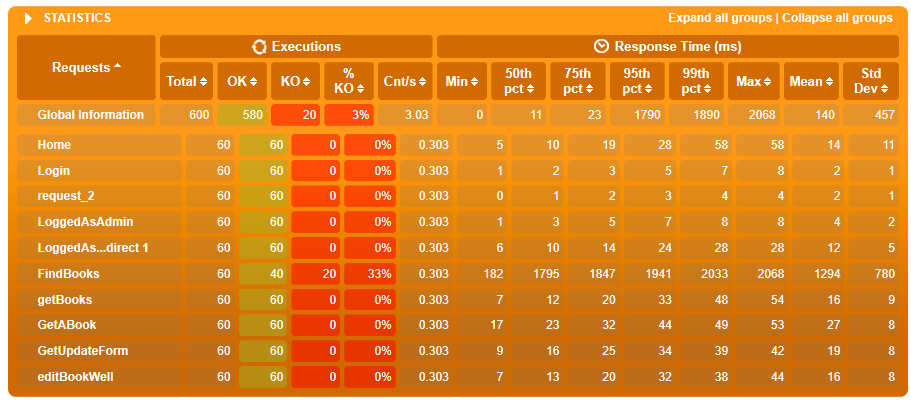 STATISTICS Expand all groups | Collapse all groups
Requests Executions Response Time (ms)
Total OK KO % KO Cnt/s Min 50th pct 75th pct 95th pct 99th pct Max Mean Std Dev
Global Information 600 580 20 3% 3.03 0 11 23 1790 1890 2068 140 457
Home 60 60 0 0% 0.303 5 10 19 28 58 58 14 11
Login 60 60 0 0% 0.303 1 2 3 5 7 8 2 1
request_2 60 60 0 0% 0.303 0 1 2 3 4 4 2 1
LoggedAsAdmin 60 60 0 0% 0.303 1 3 5 7 8 8 4 2
LoggedAs...direct 1 60 60 0 0% 0.303 6 10 14 24 28 28 12 5
FindBooks 60 40 20 33% 0.303 182 1795 1847 1941 2033 2068 1294 780
getBooks 60 60 0 0% 0.303 7 12 20 33 48 54 16 9
GetABook 60 60 0 0% 0.303 17 23 32 44 49 53 27 8
GetUpdateForm 60 60 0 0% 0.303 9 16 25 34 39 42 19 8
editBookWell 60 60 0 0% 0.303 7 13 20 32 38 44 16 8